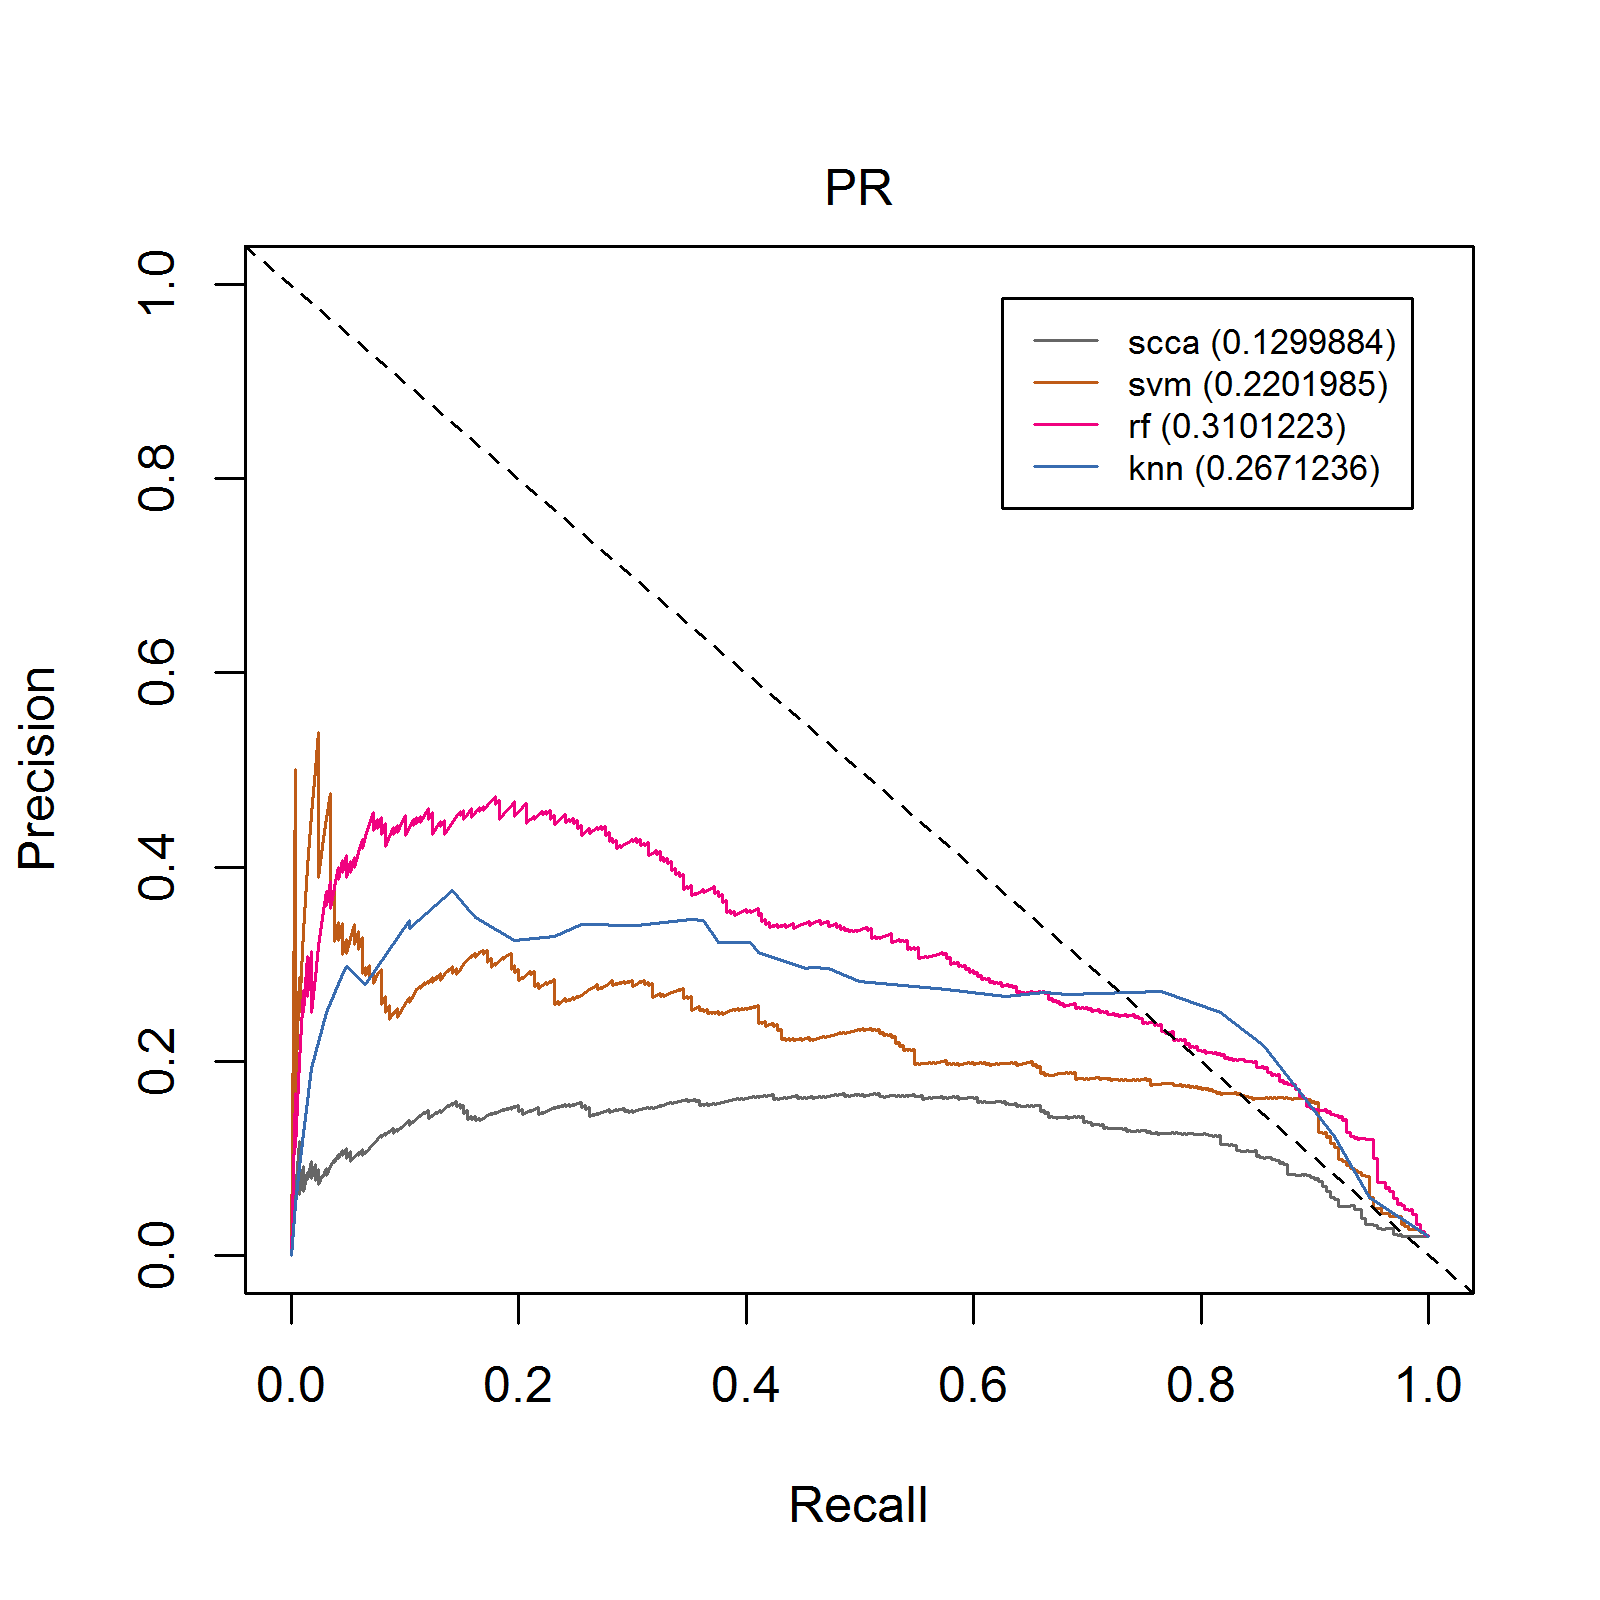 PR
1.0
0.8
0.6
0.4
0.2
0.0
Precision
scca (0.1299884)
svm (0.2201985)
rf (0.3101223)
knn (0.2671236)
0.0 0.2 0.4 0.6 0.8 1.0
Recall